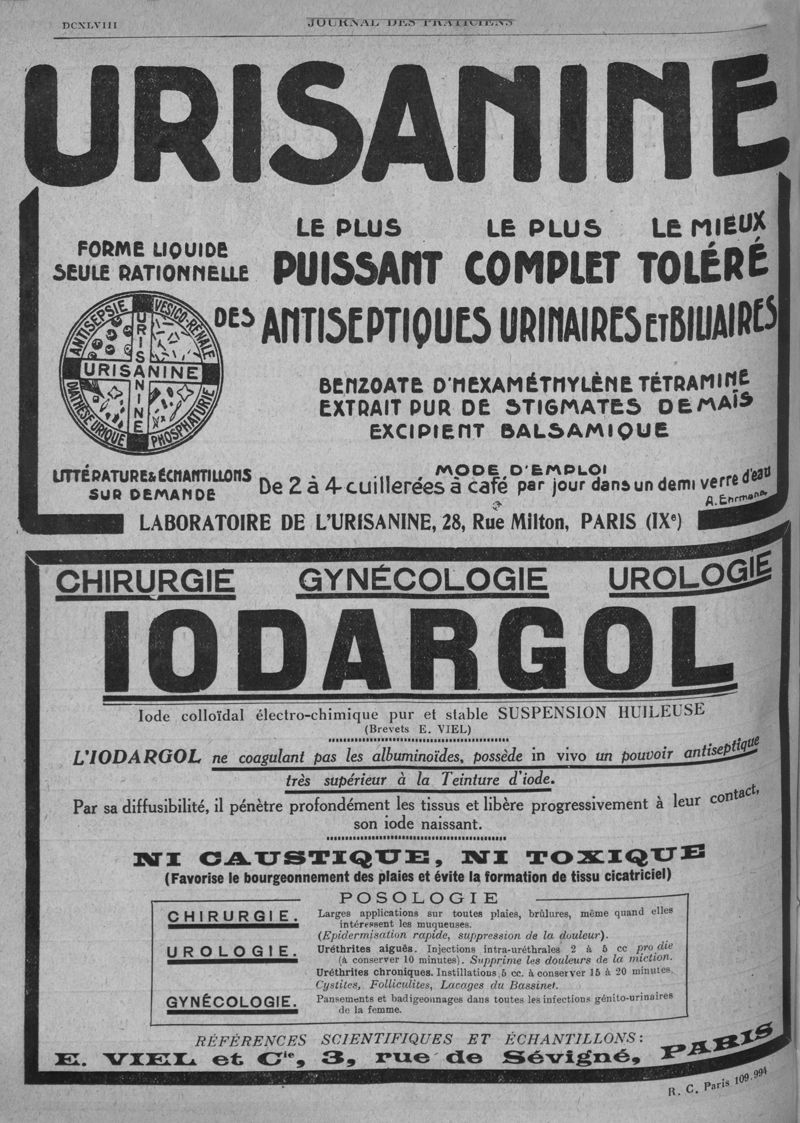 DCXLVIII
JOURNAL DES PRATICIENS
URISANINE
FORME LIQUIDE
SEULE RATIONNELLE
LE PLUS LE PLUS LE MIEUX
PUISSANT COMPLET TOLÉRÉ
DES ANTISEPTIQUES URINAIRES ET BILIAIRES
ANTISEPSIE VESICO-RENALE
URISANINE
URISANINE
DIATHÈSE URIQUE PHOSPHATURIE
BENZOATE D'HEXAMÉTHYLÈNE TÉTRAMINE
EXTRAIT PUR DE STIGMATES DE MAÏS
EXCIPIENT BALSAMIQUE
LITTÉRATURE & ÉCHANTILLONS
SUR DEMANDE
MODE D'EMPLOI
De 2 à 4 cuillerées à café par jour dans un demi verre d'eau
A. Ehrmann
LABORATOIRE DE L'URISANINE, 28, Rue Milton, PARIS (IXe)
CHIRURGIE GYNÉCOLOGIE UROLOGIE
IODARGOL
Iode colloïdal électro-chimique pur et stable SUSPENSION HUILEUSE
(Brevets E. VIEL)
L'IODARGOL ne coagulant pas les albuminoïdes, possède in vivo un pouvoir antiseptique
très supérieur à la Teinture d'iode.
Par sa diffusibilité, il pénètre profondément les tissus et libère progressivement à leur contact,
son iode naissant.
NI CAUSTIQUE, NI TOXIQUE
(Favorise le bourgeonnement des plaies et évite la formation de tissu cicatriciel)
POSOLOGIE
CHIRURGIE. Larges applications sur toutes plaies, brûlures, même quand elles
intéressent les muqueuses.
(Epidermisation rapide, suppression de la douleur).
UROLOGIE. Uréthrites aiguës. Injections intra-uréthrales 2 à 5 cc pro die
(à conserver 10 minutes). Supprime les douleurs de la miction.
Uréthrites chroniques. Instillations 5 cc. à conserver 15 à 20 minutes.
Cystites, Folliculites, Lacages du Bassinet.
GYNÉCOLOGIE. Pansements et badigeonnages dans toutes les infections génito-urinaires
de la femme.
RÉFÉRENCES SCIENTIFIQUES ET ÉCHANTILLONS:
E. VIEL et Cie, 3, rue de Sévigné, PARIS
R. C. Paris 109.994